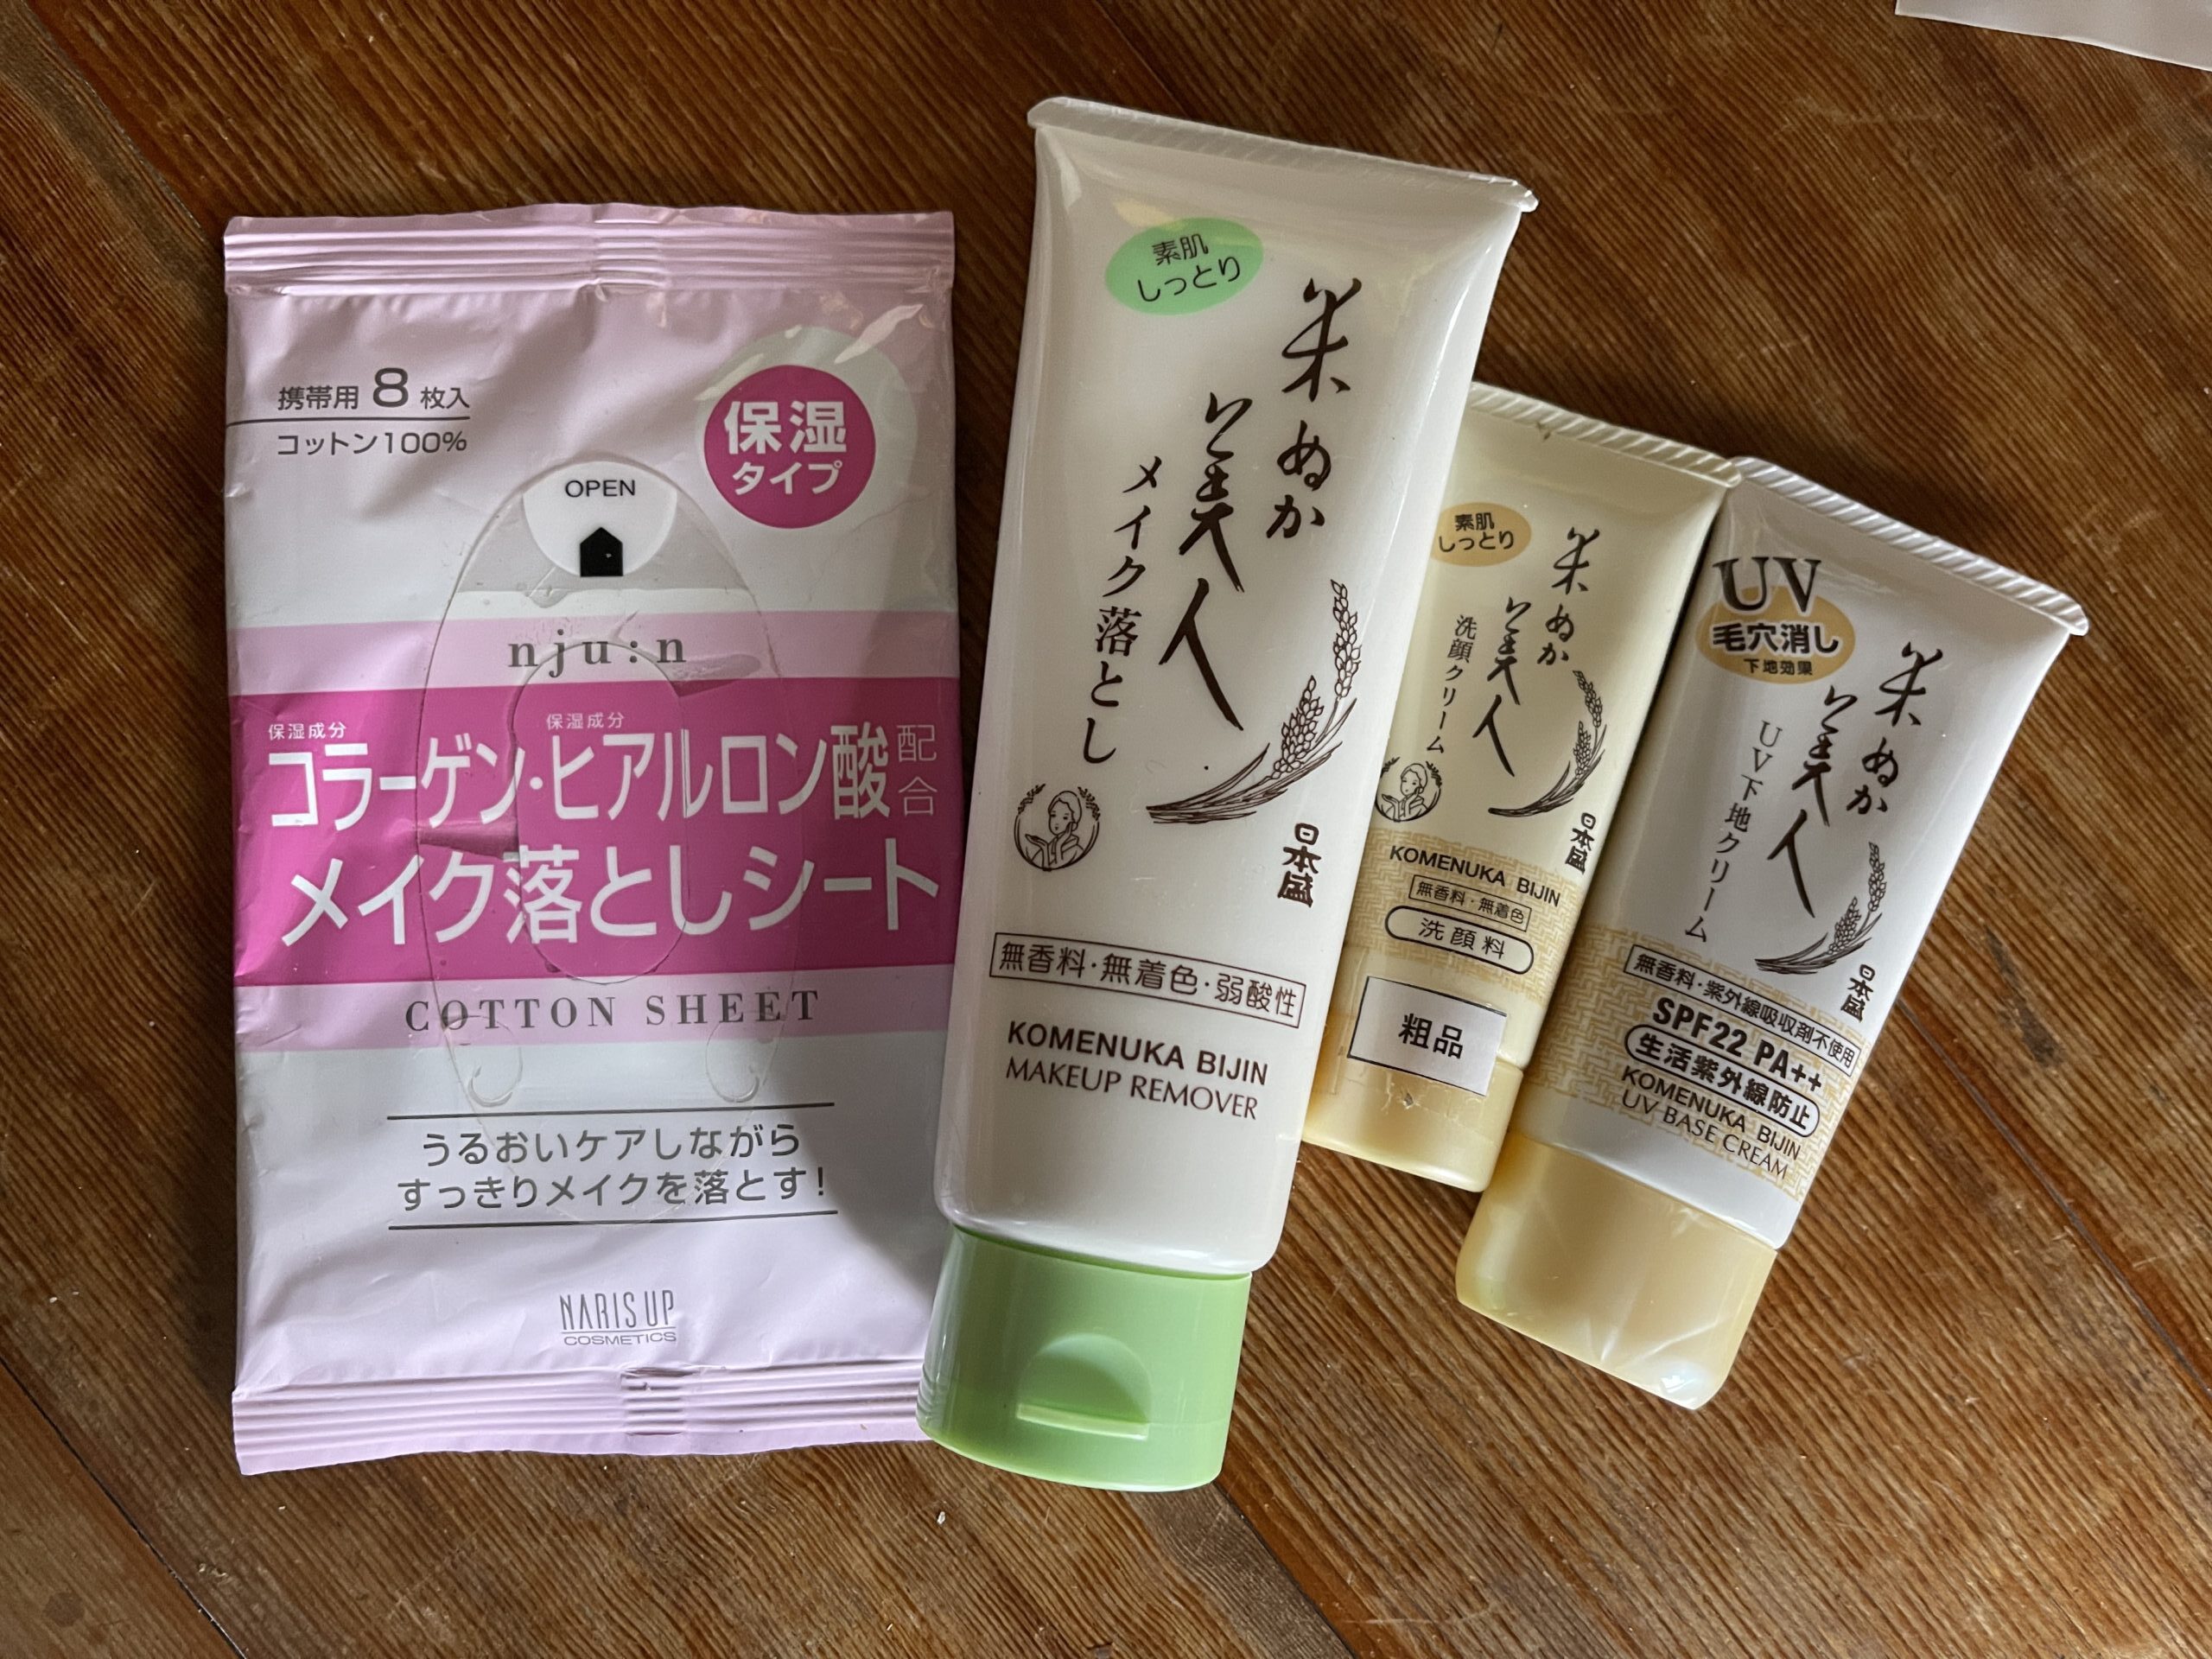 携帯用 8 枚入
コットン100%
保湿
タイプ
OPEN
nju:n
保湿成分 保湿成分
コラーゲン・ヒアルロン酸配合
メイク落としシート
COTTON SHEET
うるおいケアしながら
すっきりメイクを落とす!
NARIS UP
COSMETICS
素肌
しっとり
米ぬか
美人
メイク落とし
日本盛
無香料・無着色・弱酸性
KOMENUKA BIJIN
MAKEUP REMOVER
素肌
しっとり
米ぬか
美人
洗顔クリーム
日本盛
KOMENUKA BIJIN
無香料・無着色
洗顔料
粗品
UV
毛穴消し
下地効果
米ぬか
美人
UV下地クリーム
日本盛
無香料・紫外線吸収剤不使用
SPF22 PA++
生活紫外線防止
KOMENUKA BIJIN
UV BASE CREAM